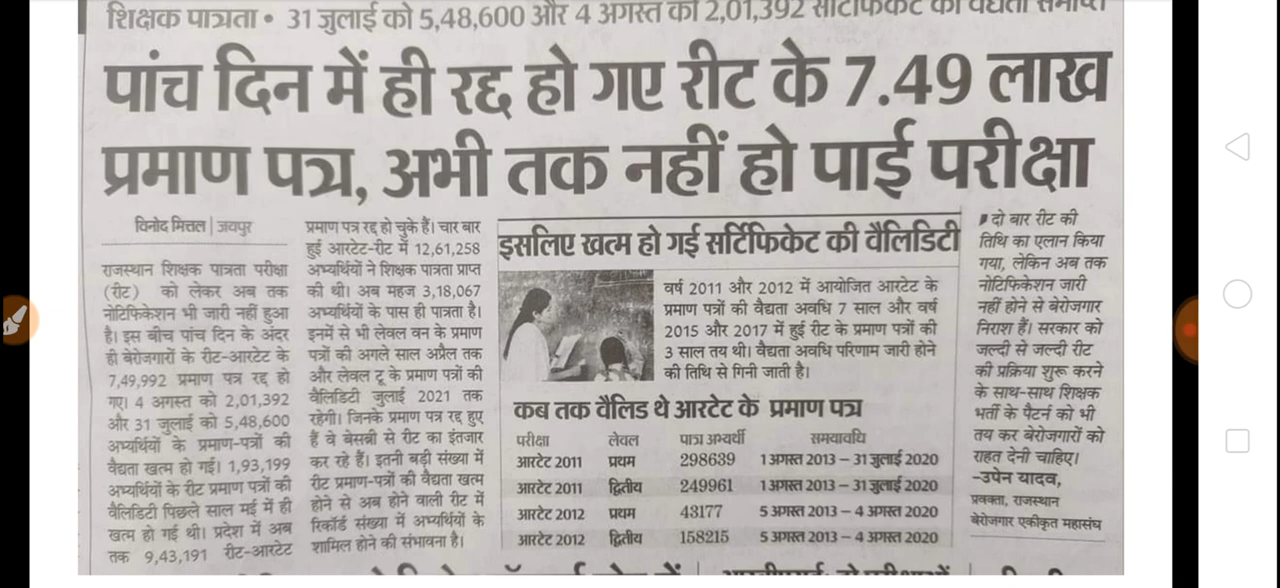 शिक्षक पात्रता • 31 जुलाई को 5,48,600 और 4 अगस्त को 2,01,392 सर्टिफिकेट की वैद्यता समाप्त
पांच दिन में ही रद्द हो गए रीट के 7.49 लाख
प्रमाण पत्र, अभी तक नहीं हो पाई परीक्षा
विनोद मित्तल | जयपुर
राजस्थान शिक्षक पात्रता परीक्षा
(रीट) को लेकर अब तक
नोटिफिकेशन भी जारी नहीं हुआ
है। इस बीच पांच दिन के अंदर
ही बेरोजगारों के रीट-आरटेट के
7,49,992 प्रमाण पत्र रद्द हो
गए। 4 अगस्त को 2,01,392
और 31 जुलाई को 5,48,600
अभ्यर्थियों के प्रमाण-पत्रों की
वैद्यता खत्म हो गई। 1,93,199
अभ्यर्थियों के रीट प्रमाण पत्रों की
वैलिडिटी पिछले साल मई में ही
खत्म हो गई थी। प्रदेश में अब
तक 9,43,191 रीट-आरटेट
प्रमाण पत्र रद्द हो चुके हैं। चार बार
हुई आरटेट-रीट में 12,61,258
अभ्यर्थियों ने शिक्षक पात्रता प्राप्त
की थी। अब महज 3,18,067
अभ्यर्थियों के पास ही पात्रता है।
इनमें से भी लेवल वन के प्रमाण
पत्रों की अगले साल अप्रैल तक
और लेवल टू के प्रमाण पत्रों की
वैलिडिटी जुलाई 2021 तक
रहेगी। जिनके प्रमाण पत्र रद्द हुए
हैं वे बेसब्री से रीट का इंतजार
कर रहे हैं। इतनी बड़ी संख्या में
रीट प्रमाण-पत्रों की वैद्यता खत्म
होने से अब होने वाली रीट में
रिकॉर्ड संख्या में अभ्यर्थियों के
शामिल होने की संभावना है।
इसलिए खत्म हो गई सर्टिफिकेट की वैलिडिटी
वर्ष 2011 और 2012 में आयोजित आरटेट के
प्रमाण पत्रों की वैद्यता अवधि 7 साल और वर्ष
2015 और 2017 में हुई रीट के प्रमाण पत्रों की
3 साल तय थी। वैद्यता अवधि परिणाम जारी होने
की तिथि से गिनी जाती है।
कब तक वैलिड थे आरटेट के प्रमाण पत्र
परीक्षा लेवल पात्र अभ्यर्थी समयावधि
आरटेट 2011 प्रथम 298639 1 अगस्त 2013 – 31 जुलाई 2020
आरटेट 2011 द्वितीय 249961 1 अगस्त 2013 – 31 जुलाई 2020
आरटेट 2012 प्रथम 43177 5 अगस्त 2013 – 4 अगस्त 2020
आरटेट 2012 द्वितीय 158215 5 अगस्त 2013 – 4 अगस्त 2020
दो बार रीट की
तिथि का एलान किया
गया, लेकिन अब तक
नोटिफिकेशन जारी
नहीं होने से बेरोजगार
निराश हैं। सरकार को
जल्दी से जल्दी रीट
की प्रक्रिया शुरू करने
के साथ-साथ शिक्षक
भर्ती के पैटर्न को भी
तय कर बेरोजगारों को
राहत देनी चाहिए।
-उपेन यादव,
प्रवक्ता, राजस्थान
बेरोजगार एकीकृत महासंघ